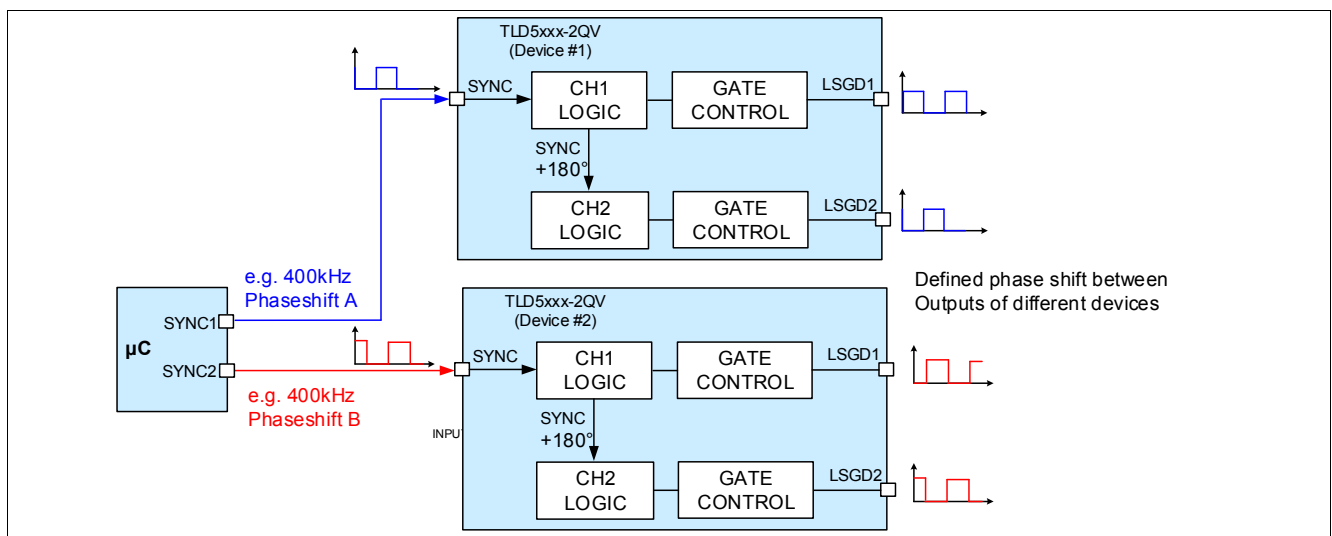 TLD5xxx-2QV
(Device #1)
SYNC
CH1
LOGIC
GATE
CONTROL
LSGD1
SYNC
+180°
CH2
LOGIC
GATE
CONTROL
LSGD2
e.g. 400kHz
Phaseshift A
µC
SYNC1
SYNC2
e.g. 400kHz
Phaseshift B
Defined phase shift between
Outputs of different devices
TLD5xxx-2QV
(Device #2)
SYNC
CH1
LOGIC
GATE
CONTROL
LSGD1
SYNC
+180°
INPUT
CH2
LOGIC
GATE
CONTROL
LSGD2